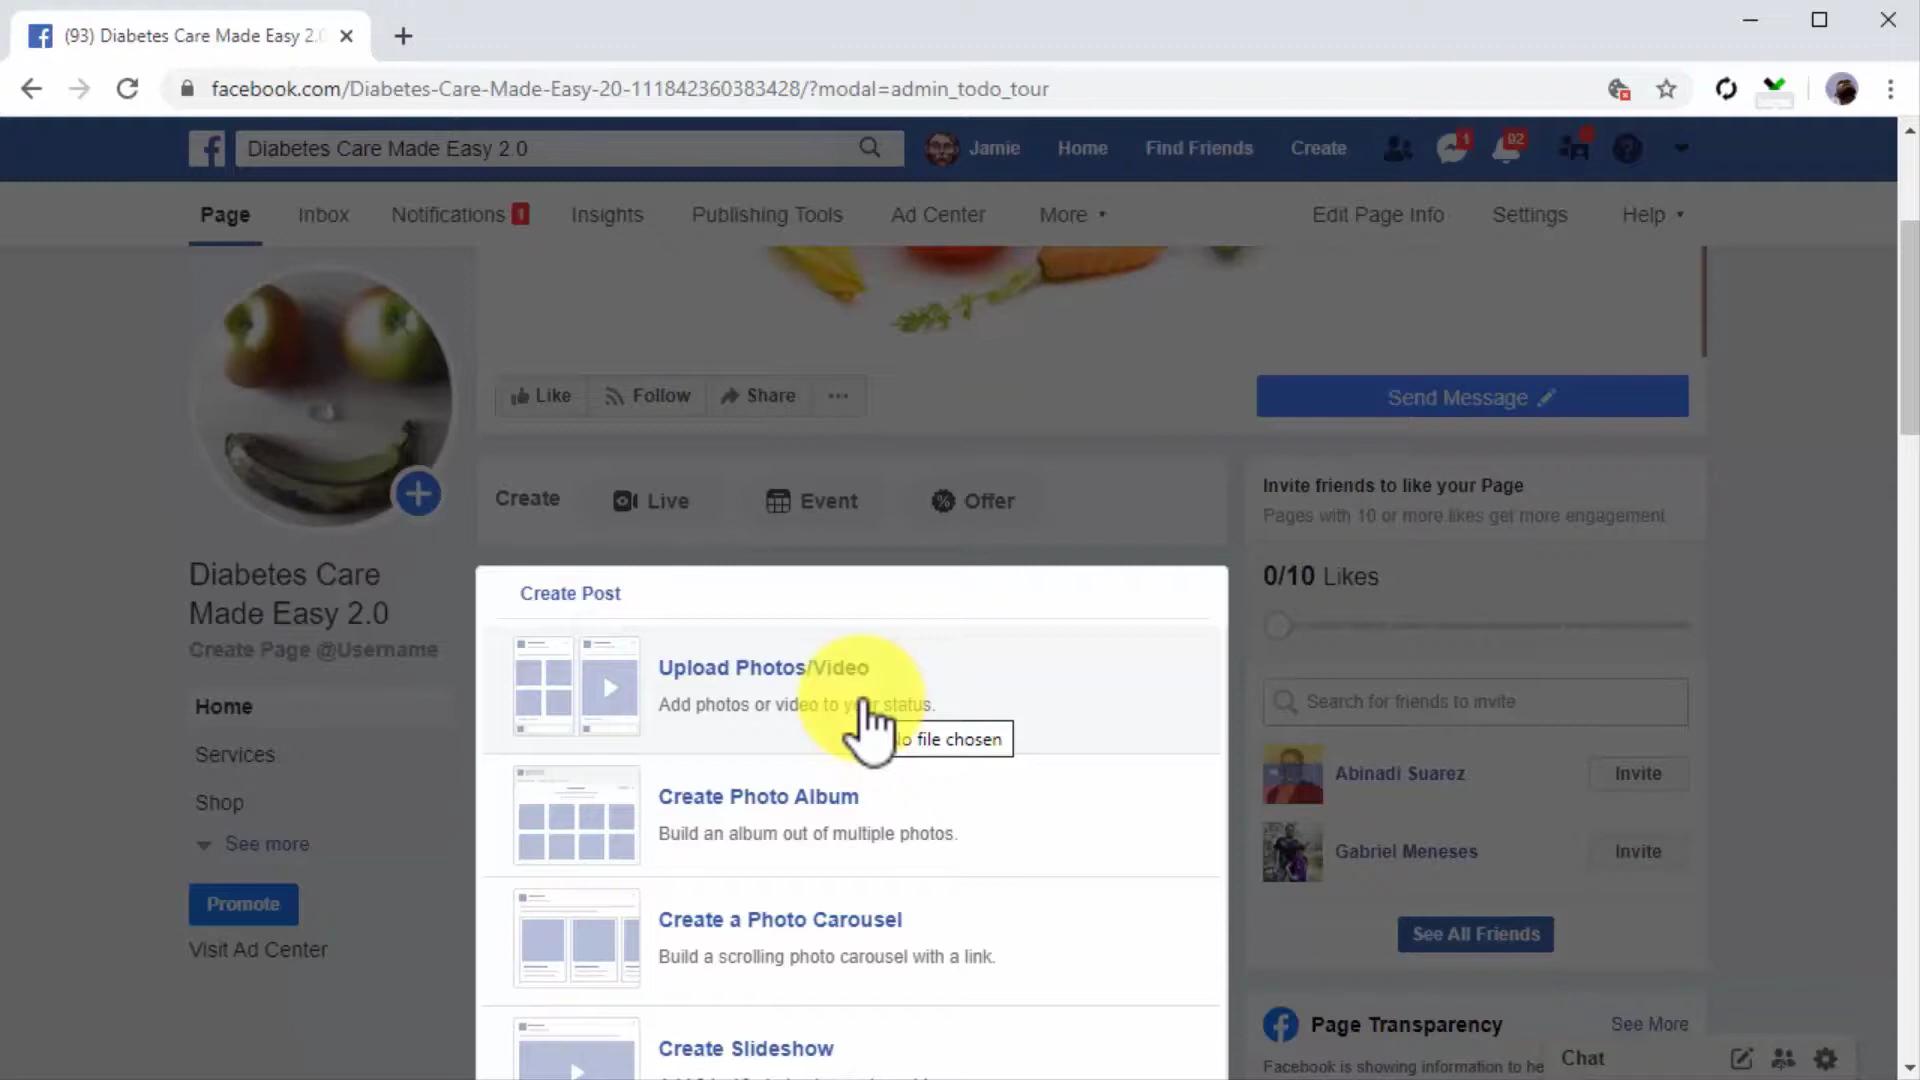 (93) Diabetes Care Made Easy 2.0
facebook.com/Diabetes-Care-Made-Easy-20-111842360383428/?modal=admin_todo_tour
Diabetes Care Made Easy 2.0
Jamie
Home
Find Friends
Create
1
92
Page
Inbox
Notifications 1
Insights
Publishing Tools
Ad Center
More
Edit Page Info
Settings
Help
Like
Follow
Share
Send Message
Create
Live
Event
Offer
Invite friends to like your Page
Pages with 10 or more likes get more engagement
0/10 Likes
Search for friends to invite
Abinadi Suarez
Invite
Gabriel Meneses
Invite
See All Friends
Page Transparency
See More
Facebook is showing information to he
Chat
Diabetes Care
Made Easy 2.0
Create Page @Username
Home
Services
Shop
See more
Promote
Visit Ad Center
Create Post
Upload Photos/Video
Add photos or video to your status.
No file chosen
Create Photo Album
Build an album out of multiple photos.
Create a Photo Carousel
Build a scrolling photo carousel with a link.
Create Slideshow